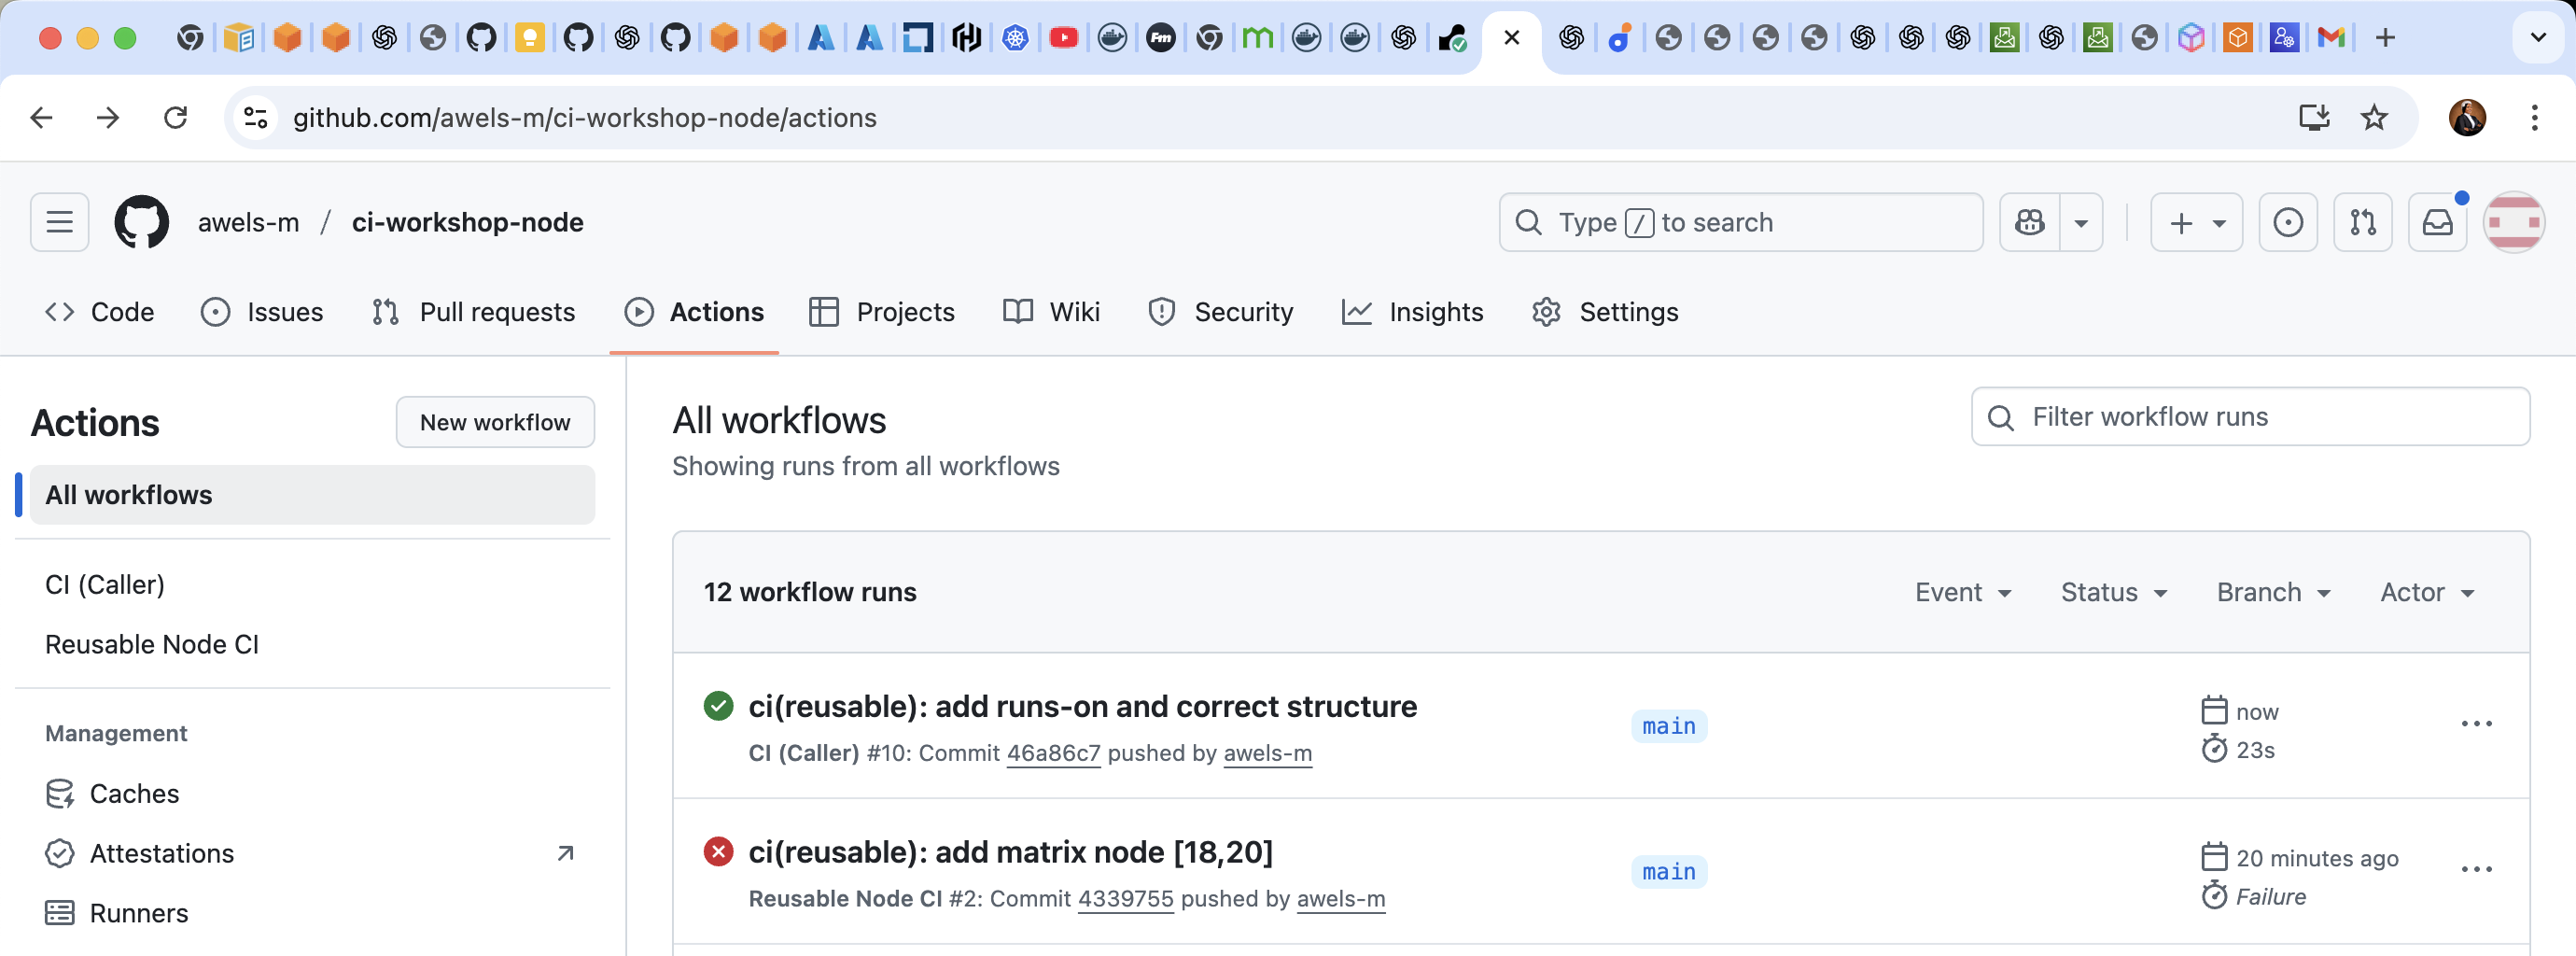 Fm
github.com/awels-m/ci-workshop-node/actions
awels-m / ci-workshop-node
Type / to search
Code Issues Pull requests Actions Projects Wiki Security Insights Settings
Actions
New workflow
All workflows
CI (Caller)
Reusable Node CI
Management
Caches
Attestations
Runners
All workflows
Showing runs from all workflows
Filter workflow runs
12 workflow runs
Event Status Branch Actor
ci(reusable): add runs-on and correct structure
CI (Caller) #10: Commit 46a86c7 pushed by awels-m
main
now
23s
ci(reusable): add matrix node [18,20]
Reusable Node CI #2: Commit 4339755 pushed by awels-m
main
20 minutes ago
Failure